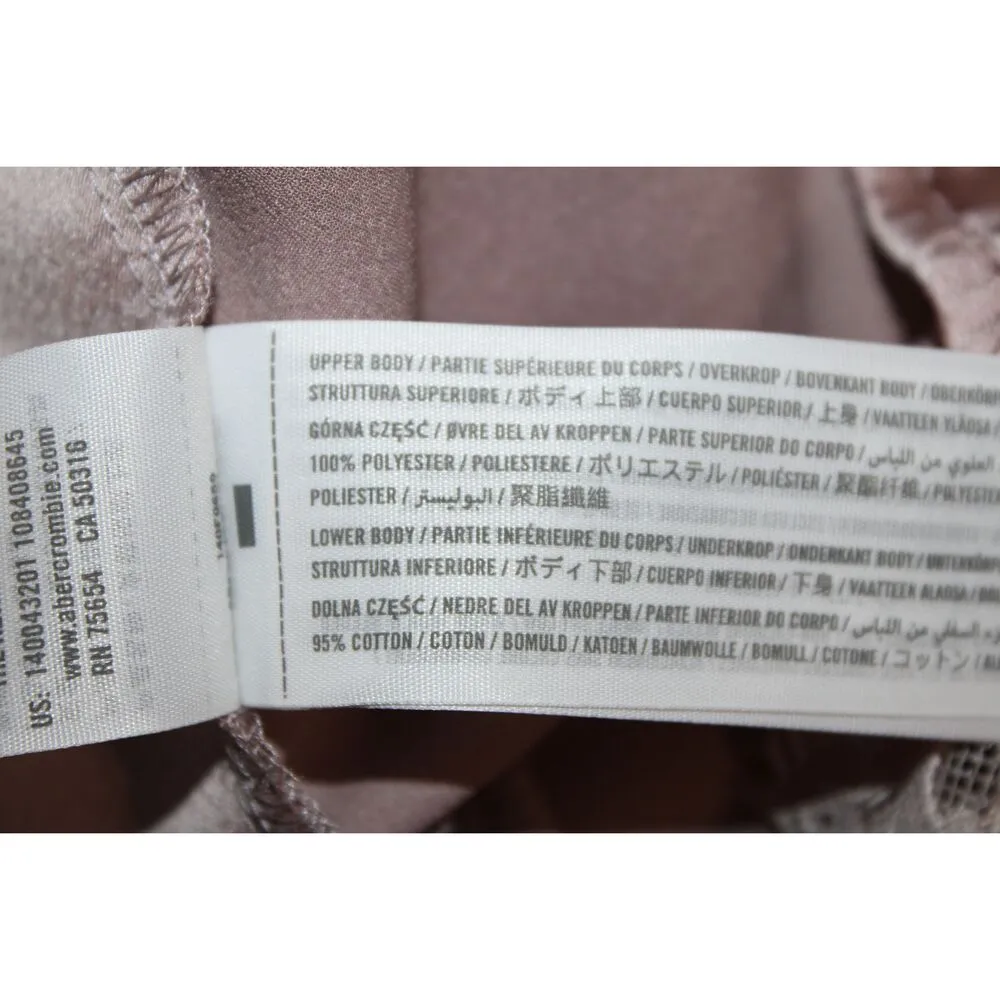 US: 140043201 108408645
www.abercrombie.com
RN 75654 CA 50316
UPPER BODY / PARTIE SUPÉRIEURE DU CORPS / OVERKROP / BOVENKANT BODY /
STRUTTURA SUPERIORE / ボディ上部 / CUERPO SUPERIOR / 上身 / VAATTEEN YLÄOSA /
GÓRNA CZĘŚĆ / ØVRE DEL AV KROPPEN / PARTE SUPERIOR DO CORPO / العلوي من اللباس
100% POLYESTER / POLIESTERE / ポリエステル / POLIÉSTER / 聚酯纤维 / POLYESTER
POLIESTER / البوليستر / 聚脂纖維
LOWER BODY / PARTIE INFÉRIEURE DU CORPS / UNDERKROP / ONDERKANT BODY /
STRUTTURA INFERIORE / ボディ下部 / CUERPO INFERIOR / 下身 / VAATTEEN ALAOSA /
DOLNA CZĘŚĆ / NEDRE DEL AV KROPPEN / PARTE INFERIOR DO CORPO / السفلي من اللباس
95% COTTON / COTON / BOMULD / KATOEN / BAUMWOLLE / BOMULL / COTONE / コットン /